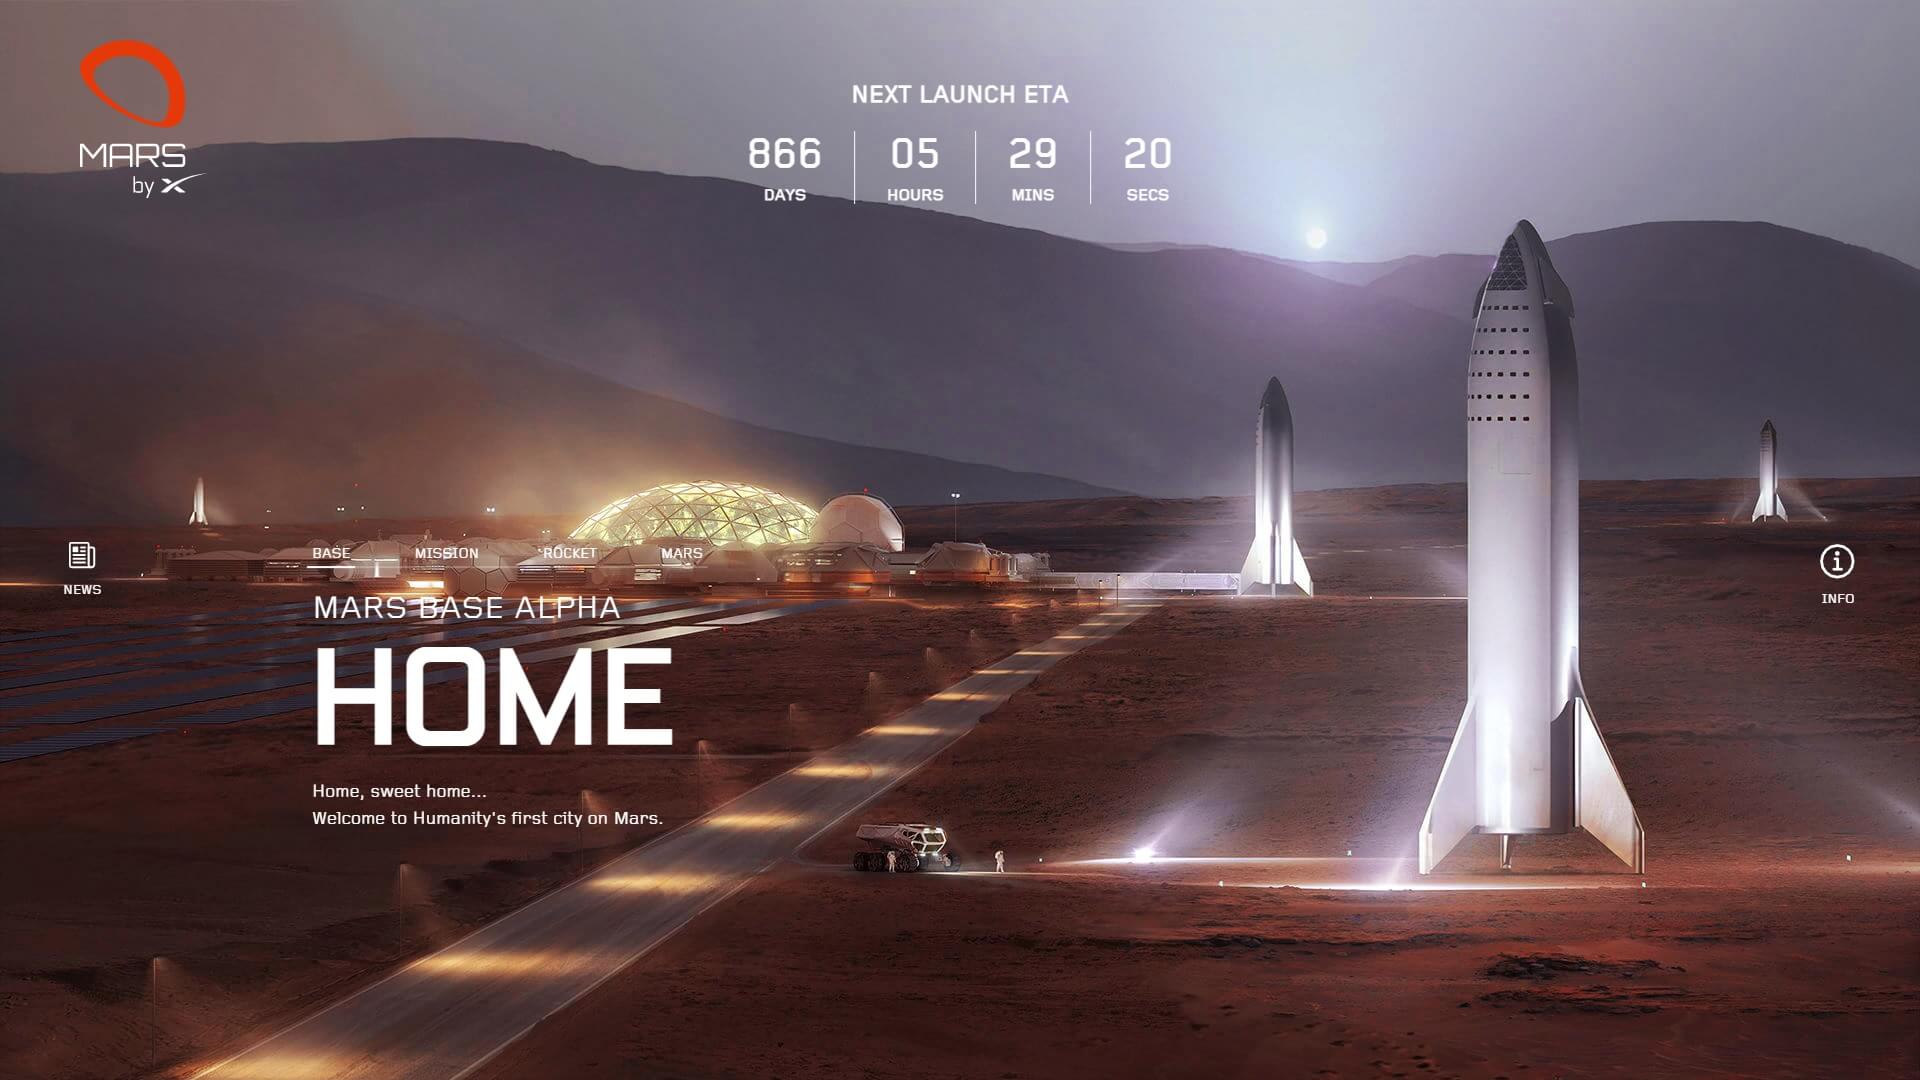 MARS
by X
NEXT LAUNCH ETA
866 05 29 20
DAYS HOURS MINS SECS
NEWS
BASE MISSION ROCKET MARS
INFO
MARS BASE ALPHA
HOME
Home, sweet home...
Welcome to Humanity's first city on Mars.